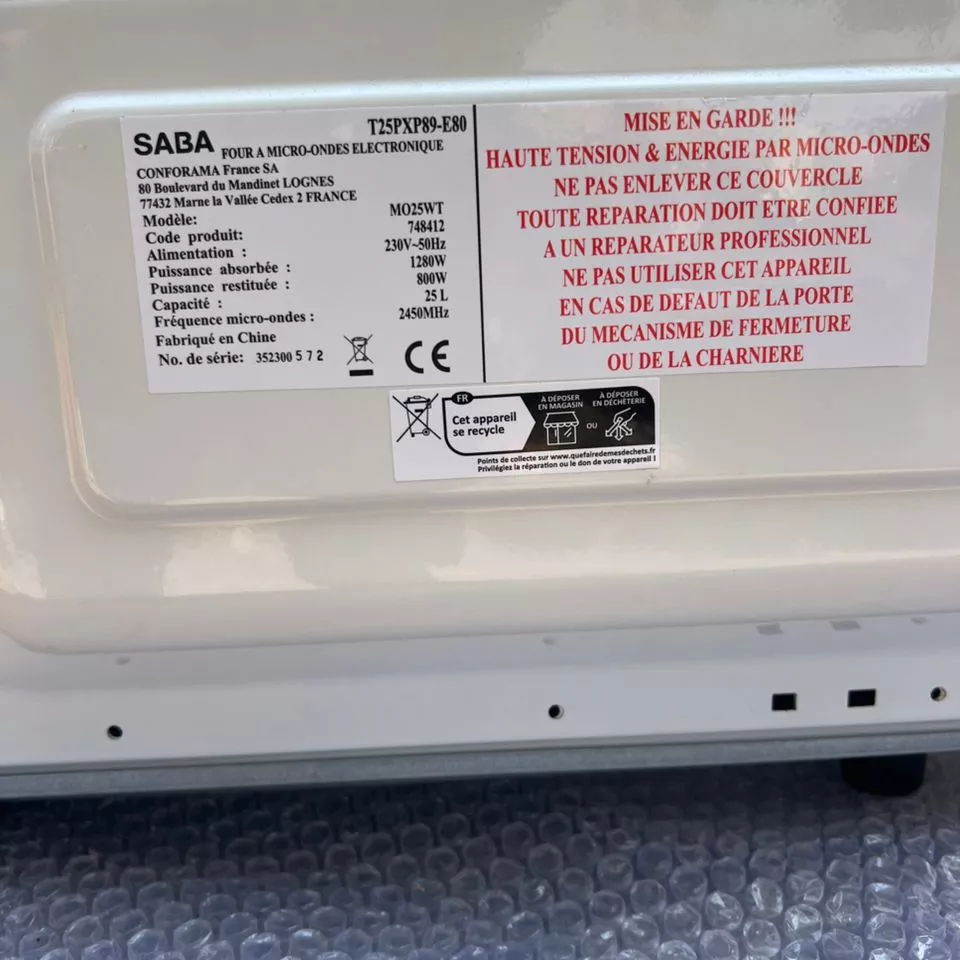 SABA
T25PXP89-E80
FOUR A MICRO-ONDES ELECTRONIQUE
CONFORAMA France SA
80 Boulevard du Mandinet LOGNES
77432 Marne la Vallée Cedex 2 FRANCE
Modèle: MO25WT
Code produit: 748412
Alimentation : 230V~50Hz
Puissance absorbée : 1280W
Puissance restituée : 800W
Capacité : 25 L
Fréquence micro-ondes : 2450MHz
Fabriqué en Chine
No. de série: 352300 5 7 2
CE
MISE EN GARDE !!!
HAUTE TENSION & ENERGIE PAR MICRO-ONDES
NE PAS ENLEVER CE COUVERCLE
TOUTE REPARATION DOIT ETRE CONFIEE
A UN REPARATEUR PROFESSIONNEL
NE PAS UTILISER CET APPAREIL
EN CAS DE DEFAUT DE LA PORTE
DU MECANISME DE FERMETURE
OU DE LA CHARNIERE
FR
Cet appareil
se recycle
À DÉPOSER
EN MAGASIN
OU
À DÉPOSER
EN DÉCHÈTERIE
Points de collecte sur www.quefairedemesdechets.fr
Privilégiez la réparation ou le don de votre appareil !